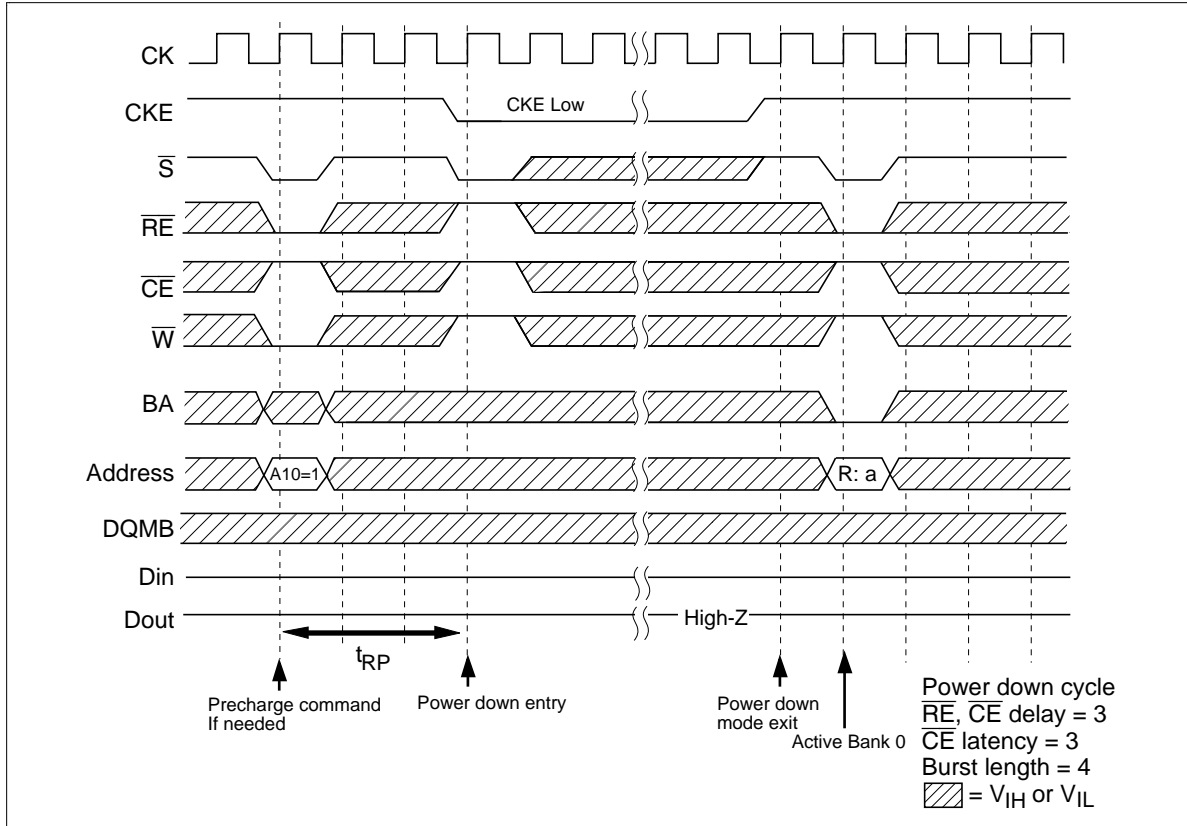 CK
CKE
CKE Low
S
RE
CE
W
BA
Address
A10=1
R: a
DQMB
Din
Dout
High-Z
tRP
Precharge command
If needed
Power down entry
Power down
mode exit
Active Bank 0
Power down cycle
RE, CE delay = 3
CE latency = 3
Burst length = 4
= VIH or VIL